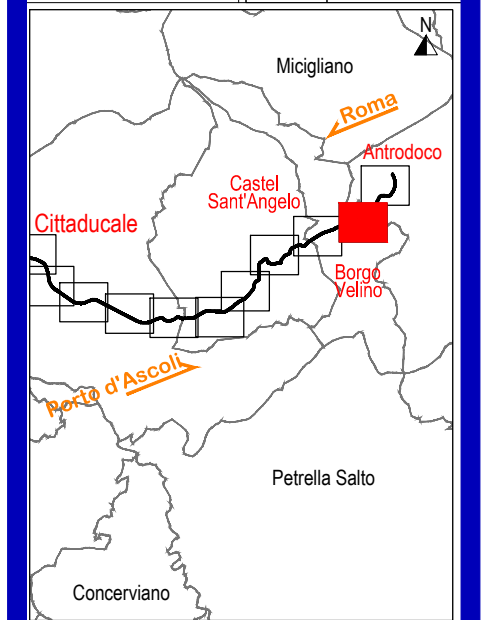 N
Micigliano
Roma
Antrodoco
Castel
Sant'Angelo
Cittaducale
Borgo
Velino
Porto d'Ascoli
Petrella Salto
Concerviano